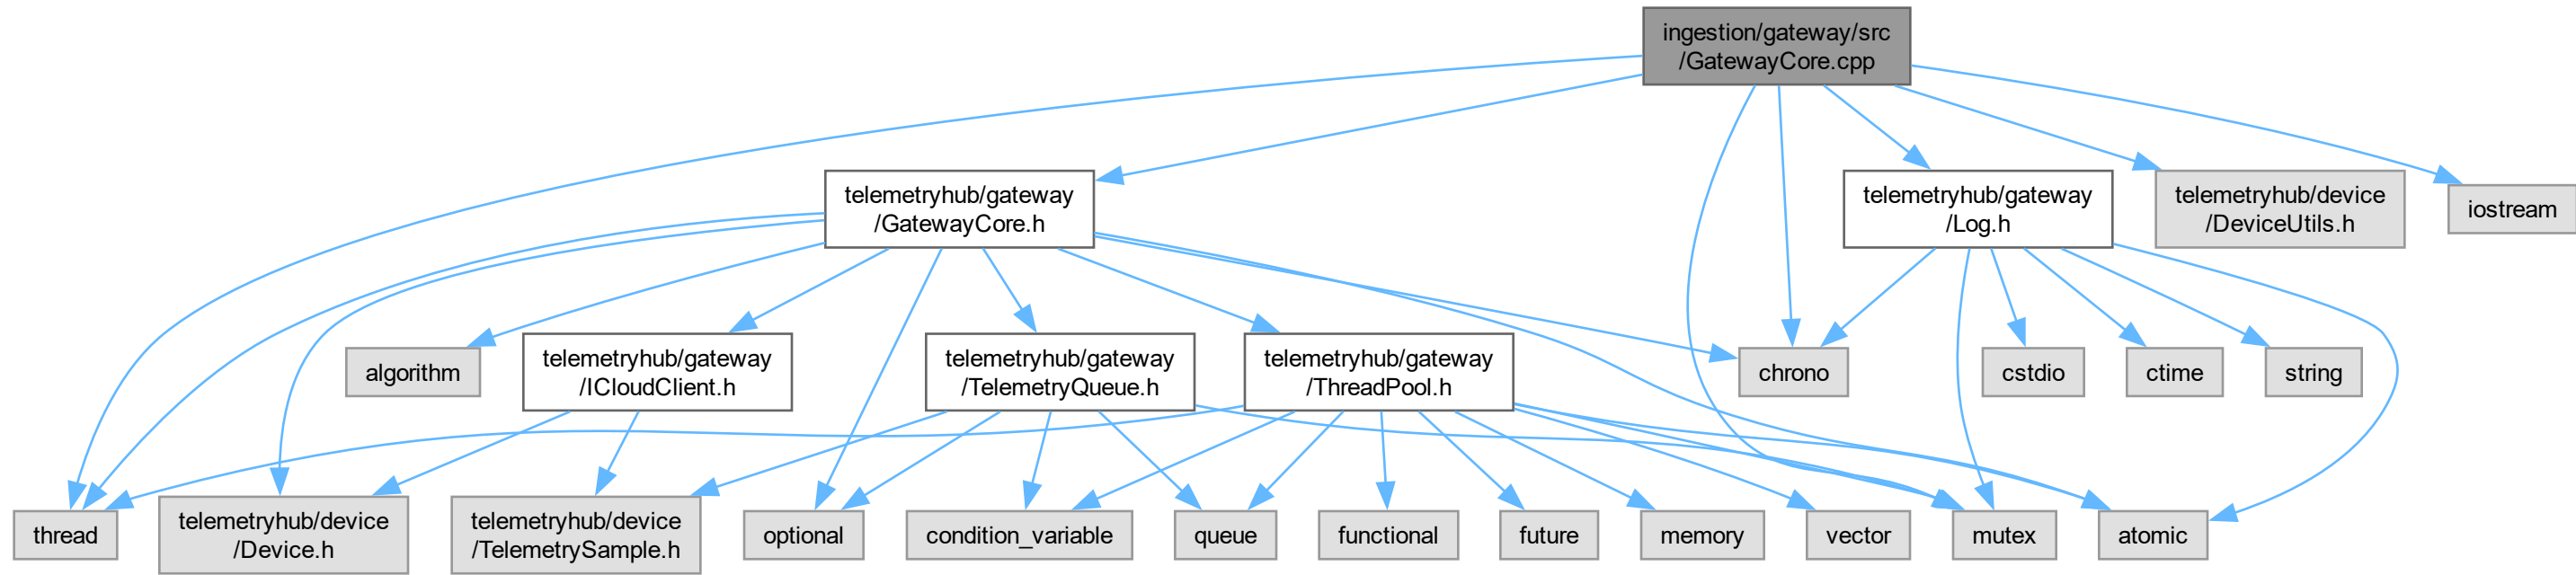 ingestion/gateway/src
/GatewayCore.cpp
telemetryhub/gateway
/GatewayCore.h
telemetryhub/gateway
/Log.h
telemetryhub/device
/DeviceUtils.h
iostream
algorithm
telemetryhub/gateway
/ICloudClient.h
telemetryhub/gateway
/TelemetryQueue.h
telemetryhub/gateway
/ThreadPool.h
chrono
cstdio
ctime
string
thread
telemetryhub/device
/Device.h
telemetryhub/device
/TelemetrySample.h
optional
condition_variable
queue
functional
future
memory
vector
mutex
atomic